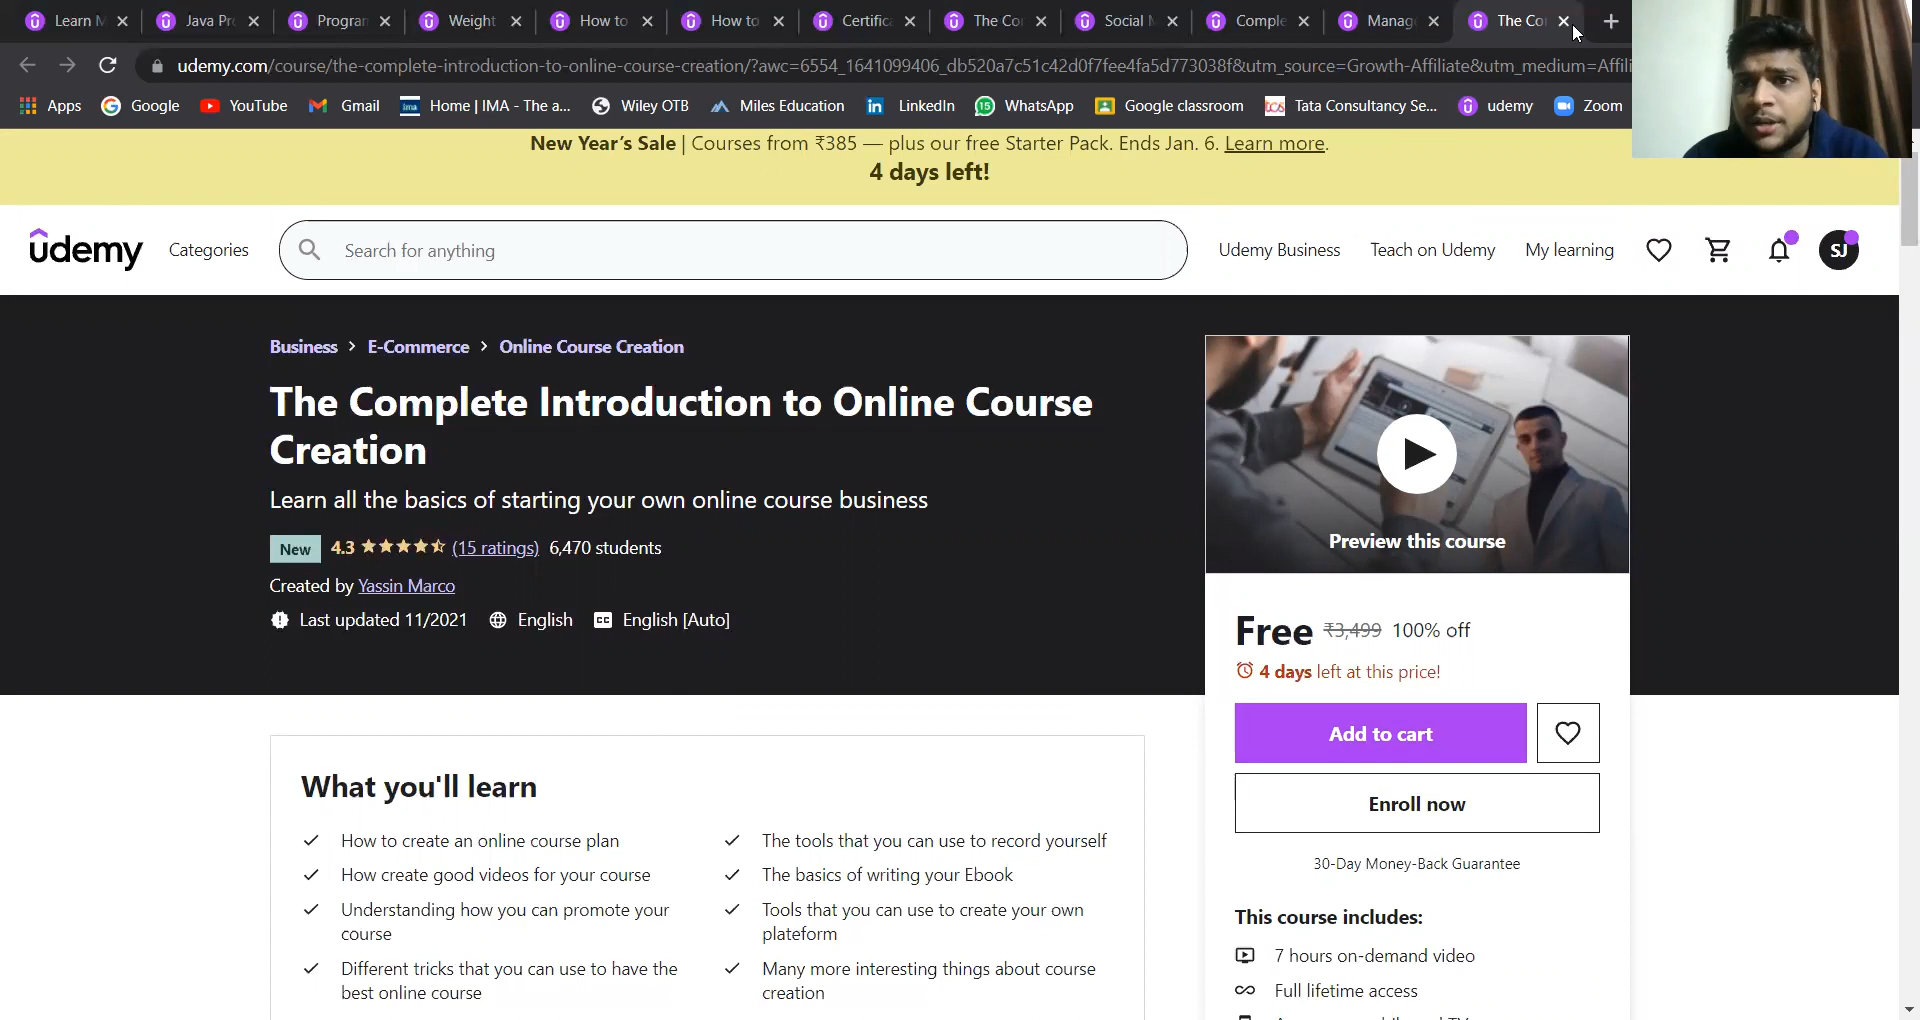 Learn M
Java Pr
Program
Weight
How to
How to
Certific
The Co
Social M
Comple
Manag
The Co
udemy.com/course/the-complete-introduction-to-online-course-creation/?awc=6554_1641099406_db520a7c51c42d0f7fee4fa5d773038f&utm_source=Growth-Affiliate&utm_medium=Affili
Apps Google YouTube Gmail Home | IMA - The a... Wiley OTB Miles Education LinkedIn 15 WhatsApp Google classroom tcs Tata Consultancy Se... udemy Zoom
New Year's Sale | Courses from ₹385 — plus our free Starter Pack. Ends Jan. 6. Learn more.
4 days left!
udemy Categories Search for anything Udemy Business Teach on Udemy My learning SJ
Business > E-Commerce > Online Course Creation
The Complete Introduction to Online Course
Creation
Learn all the basics of starting your own online course business
New 4.3 (15 ratings) 6,470 students
Created by Yassin Marco
Last updated 11/2021 English CC English [Auto]
Preview this course
Free ₹3,499 100% off
4 days left at this price!
Add to cart
Enroll now
30-Day Money-Back Guarantee
This course includes:
7 hours on-demand video
Full lifetime access
What you'll learn
How to create an online course plan
How create good videos for your course
Understanding how you can promote your
course
Different tricks that you can use to have the
best online course
The tools that you can use to record yourself
The basics of writing your Ebook
Tools that you can use to create your own
plateform
Many more interesting things about course
creation